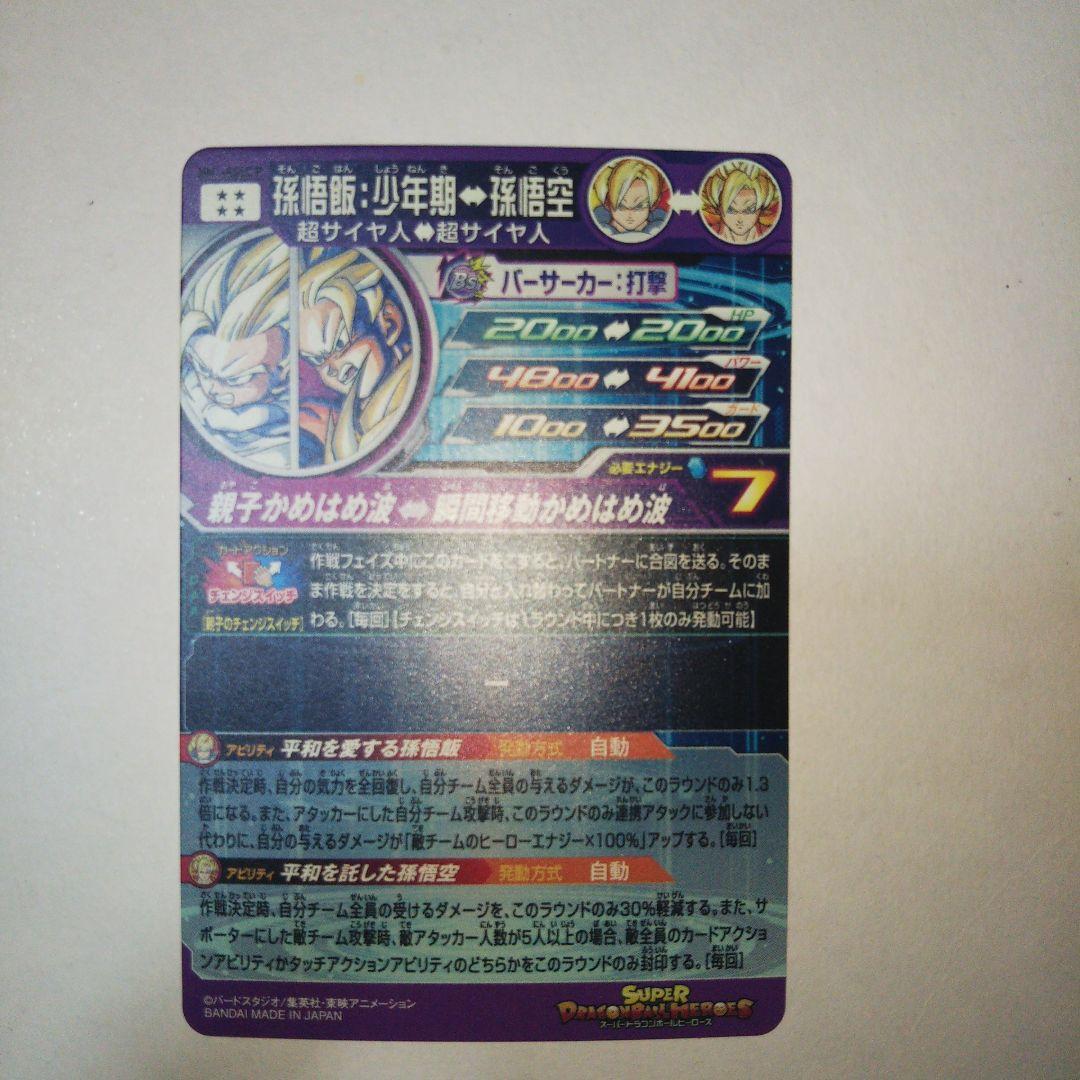 ★★
★★
そん ご はん しょう ねん き そん ご くう
孫悟飯:少年期⇔孫悟空
超サイヤ人⇔超サイヤ人
Bs バーサーカー:打撃
HP
2000⇔2000
パワー
4800⇔4100
ガード
1000⇔3500
必要エナジー 7
親子かめはめ波⇔瞬間移動かめはめ波
カードアクション
チェンジスイッチ
[親子のチェンジスイッチ]
作戦フェイズ中にこのカードをこすると、パートナーに合図を送る。そのま
ま作戦を決定をすると、自分と入れ替わってパートナーが自分チームに加
わる。[毎回]【チェンジスイッチは1ラウンド中につき1枚のみ発動可能】
ー
アビリティ 平和を愛する孫悟飯 発動方式 自動
作戦決定時、自分の気力を全回復し、自分チーム全員の与えるダメージが、このラウンドのみ1.3
倍になる。また、アタッカーにした自分チーム攻撃時、このラウンドのみ連携アタックに参加しない
代わりに、自分の与えるダメージが「敵チームのヒーローエナジー×100%」アップする。[毎回]
アビリティ 平和を託した孫悟空 発動方式 自動
作戦決定時、自分チーム全員の受けるダメージを、このラウンドのみ30%軽減する。また、サ
ポーターにした敵チーム攻撃時、敵アタッカー人数が5人以上の場合、敵全員のカードアクショ
ンアビリティかタッチアクションアビリティのどちらかをこのラウンドのみ封印する。[毎回]
©バードスタジオ/集英社・東映アニメーション
BANDAI MADE IN JAPAN
SUPER
DRAGONBALL HEROES
スーパードラゴンボールヒーローズ